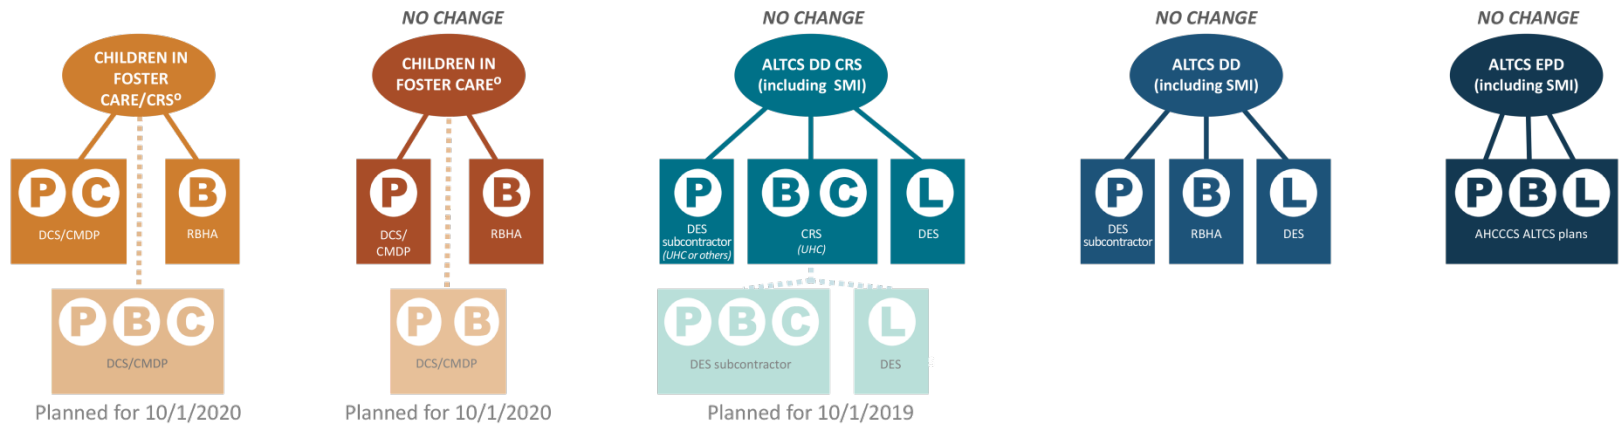 NO CHANGE
NO CHANGE
NO CHANGE
NO CHANGE
CHILDREN IN
FOSTER
CARE/CRSº
P C
DCS/CMDP
B
RBHA
P B C
DCS/CMDP
Planned for 10/1/2020
CHILDREN IN
FOSTER CAREº
P
DCS/
CMDP
B
RBHA
P B
DCS/CMDP
Planned for 10/1/2020
ALTCS DD CRS
(including SMI)
P
DES
subcontractor
(UHC or others)
B C
CRS
(UHC)
L
DES
P B C
DES subcontractor
L
DES
Planned for 10/1/2019
ALTCS DD
(including SMI)
P
DES
subcontractor
B
RBHA
L
DES
ALTCS EPD
(including SMI)
P B L
AHCCCS ALTCS plans